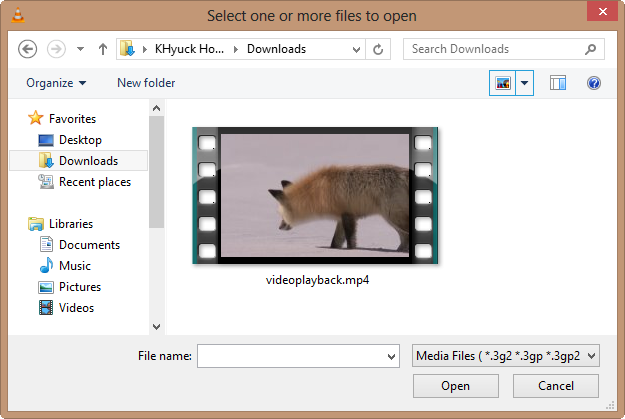 Select one or more files to open
KHyuck Ho... Downloads
Search Downloads
Organize New folder
Favorites
Desktop
Downloads
Recent places
Libraries
Documents
Music
Pictures
Videos
videoplayback.mp4
File name:
Media Files ( *.3g2 *.3gp *.3gp2
Open Cancel